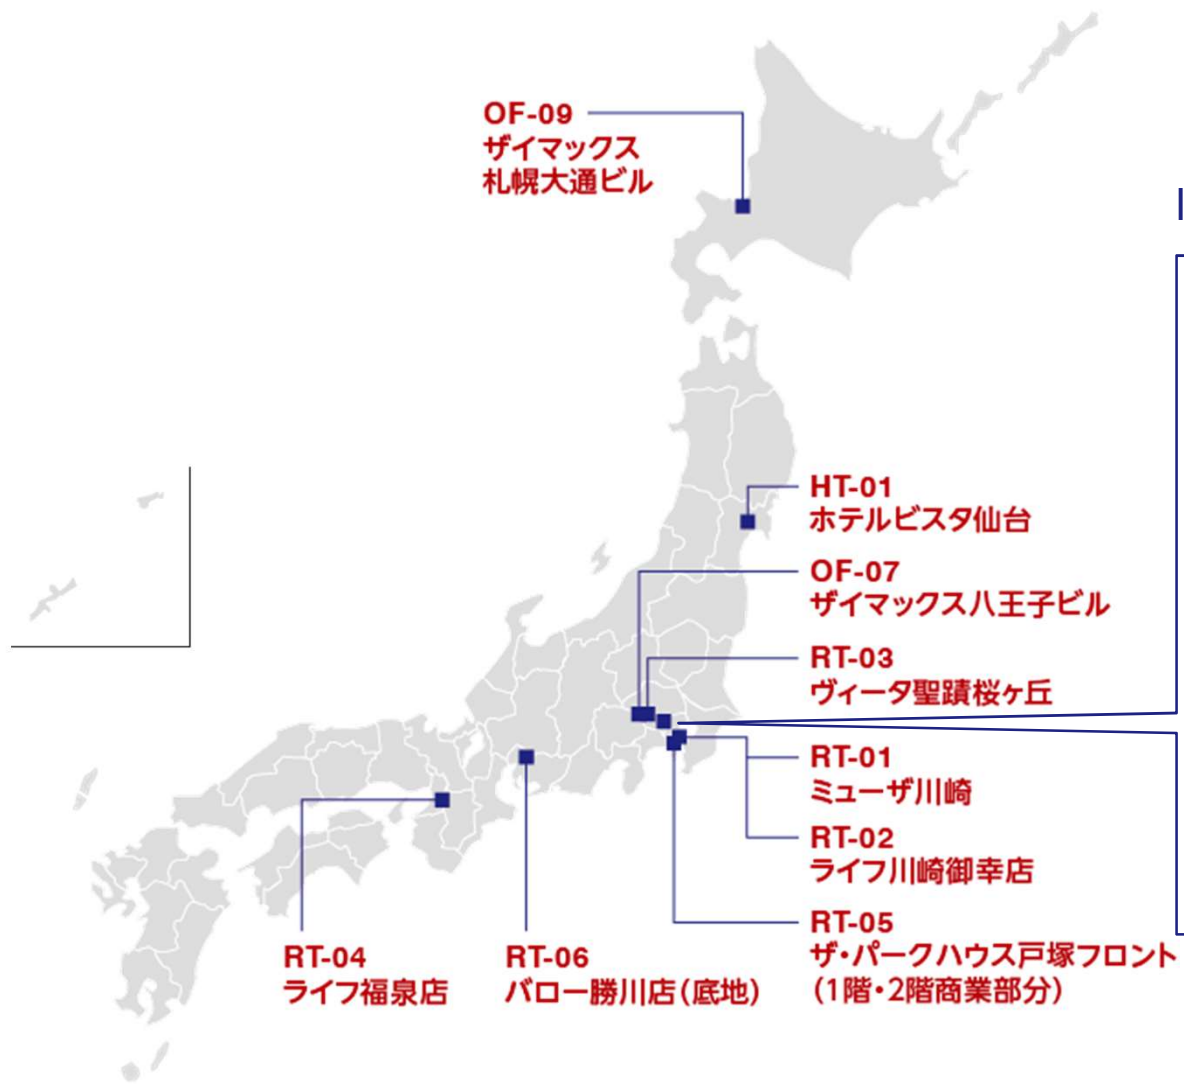 OF-09
ザイマックス
札幌大通ビル
HT-01
ホテルビスタ仙台
OF-07
ザイマックス八王子ビル
RT-03
ヴィータ聖蹟桜ヶ丘
RT-01
ミューザ川崎
RT-02
ライフ川崎御幸店
RT-05
ザ・パークハウス戸塚フロント
(1階・2階商業部分)
RT-04
ライフ福泉店
RT-06
バロー勝川店(底地)